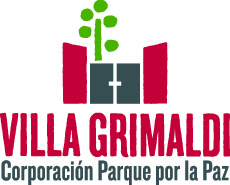 VILLA GRIMALDI
Corporación Parque por la Paz